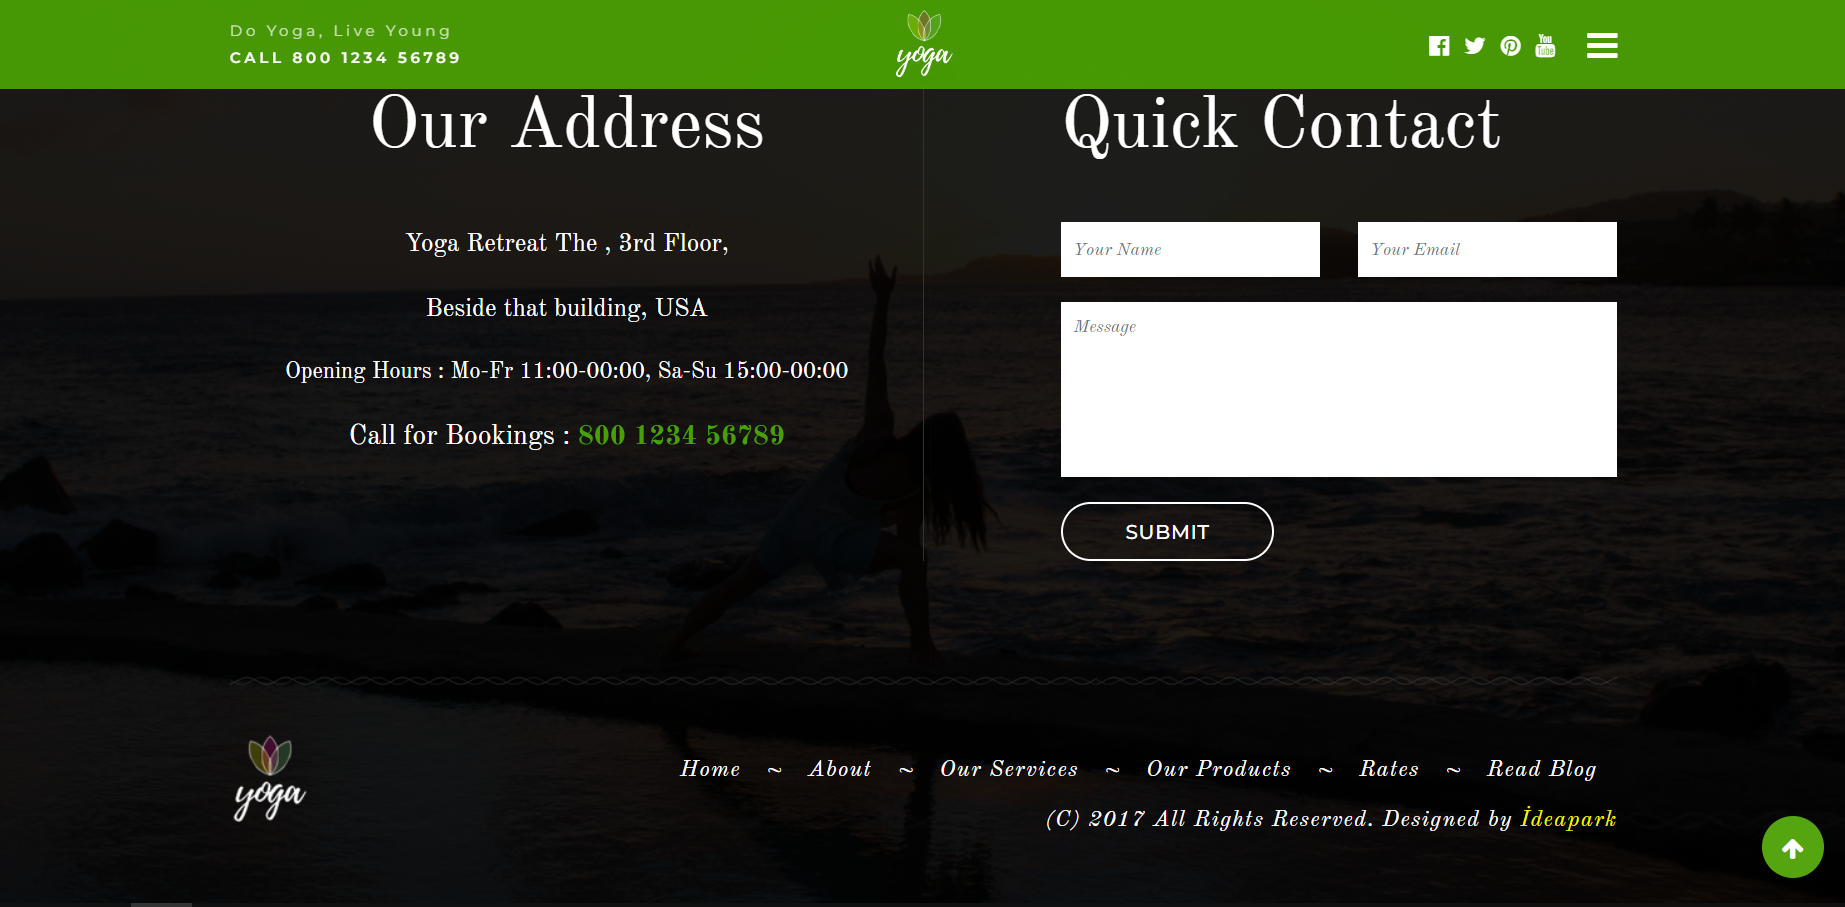 Do Yoga, Live Young
CALL 800 1234 56789
yoga
You
Tube
Our Address
Yoga Retreat The , 3rd Floor,
Beside that building, USA
Opening Hours : Mo-Fr 11:00-00:00, Sa-Su 15:00-00:00
Call for Bookings : 800 1234 56789
Quick Contact
Your Name
Your Email
Message
SUBMIT
yoga
Home ~ About ~ Our Services ~ Our Products ~ Rates ~ Read Blog
(C) 2017 All Rights Reserved. Designed by İdeapark